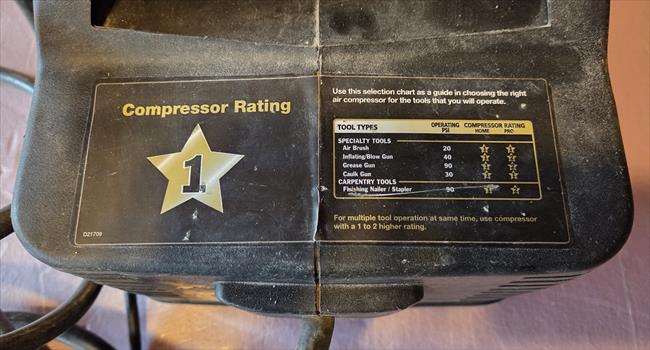 Compressor Rating
1
D21709
Use this selection chart as a guide in choosing the right
air compressor for the tools that you will operate.
TOOL TYPES OPERATING PSI COMPRESSOR RATING HOME PRO
SPECIALTY TOOLS
Air Brush 20
Inflating/Blow Gun 40
Grease Gun 90
Caulk Gun 30
CARPENTRY TOOLS
Finishing Nailer / Stapler 90
For multiple tool operation at same time, use compressor
with a 1 to 2 higher rating.